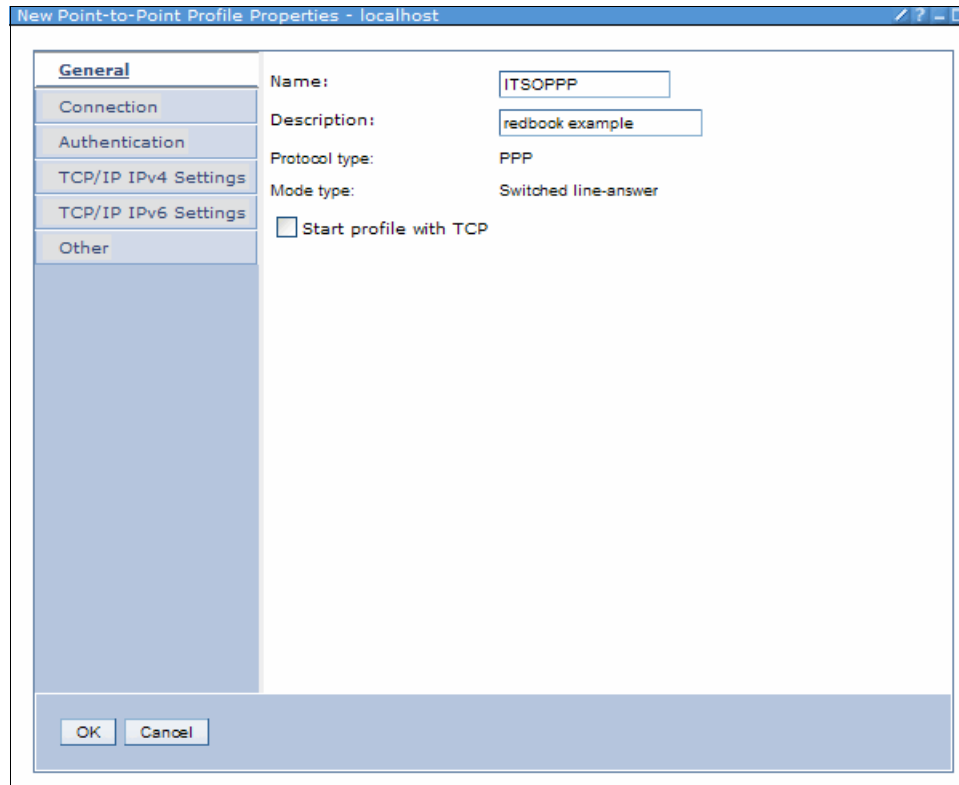 New Point-to-Point Profile Properties - localhost
General
Connection
Authentication
TCP/IP IPv4 Settings
TCP/IP IPv6 Settings
Other
Name: ITSOPPP
Description: redbook example
Protocol type: PPP
Mode type: Switched line-answer
Start profile with TCP
OK Cancel